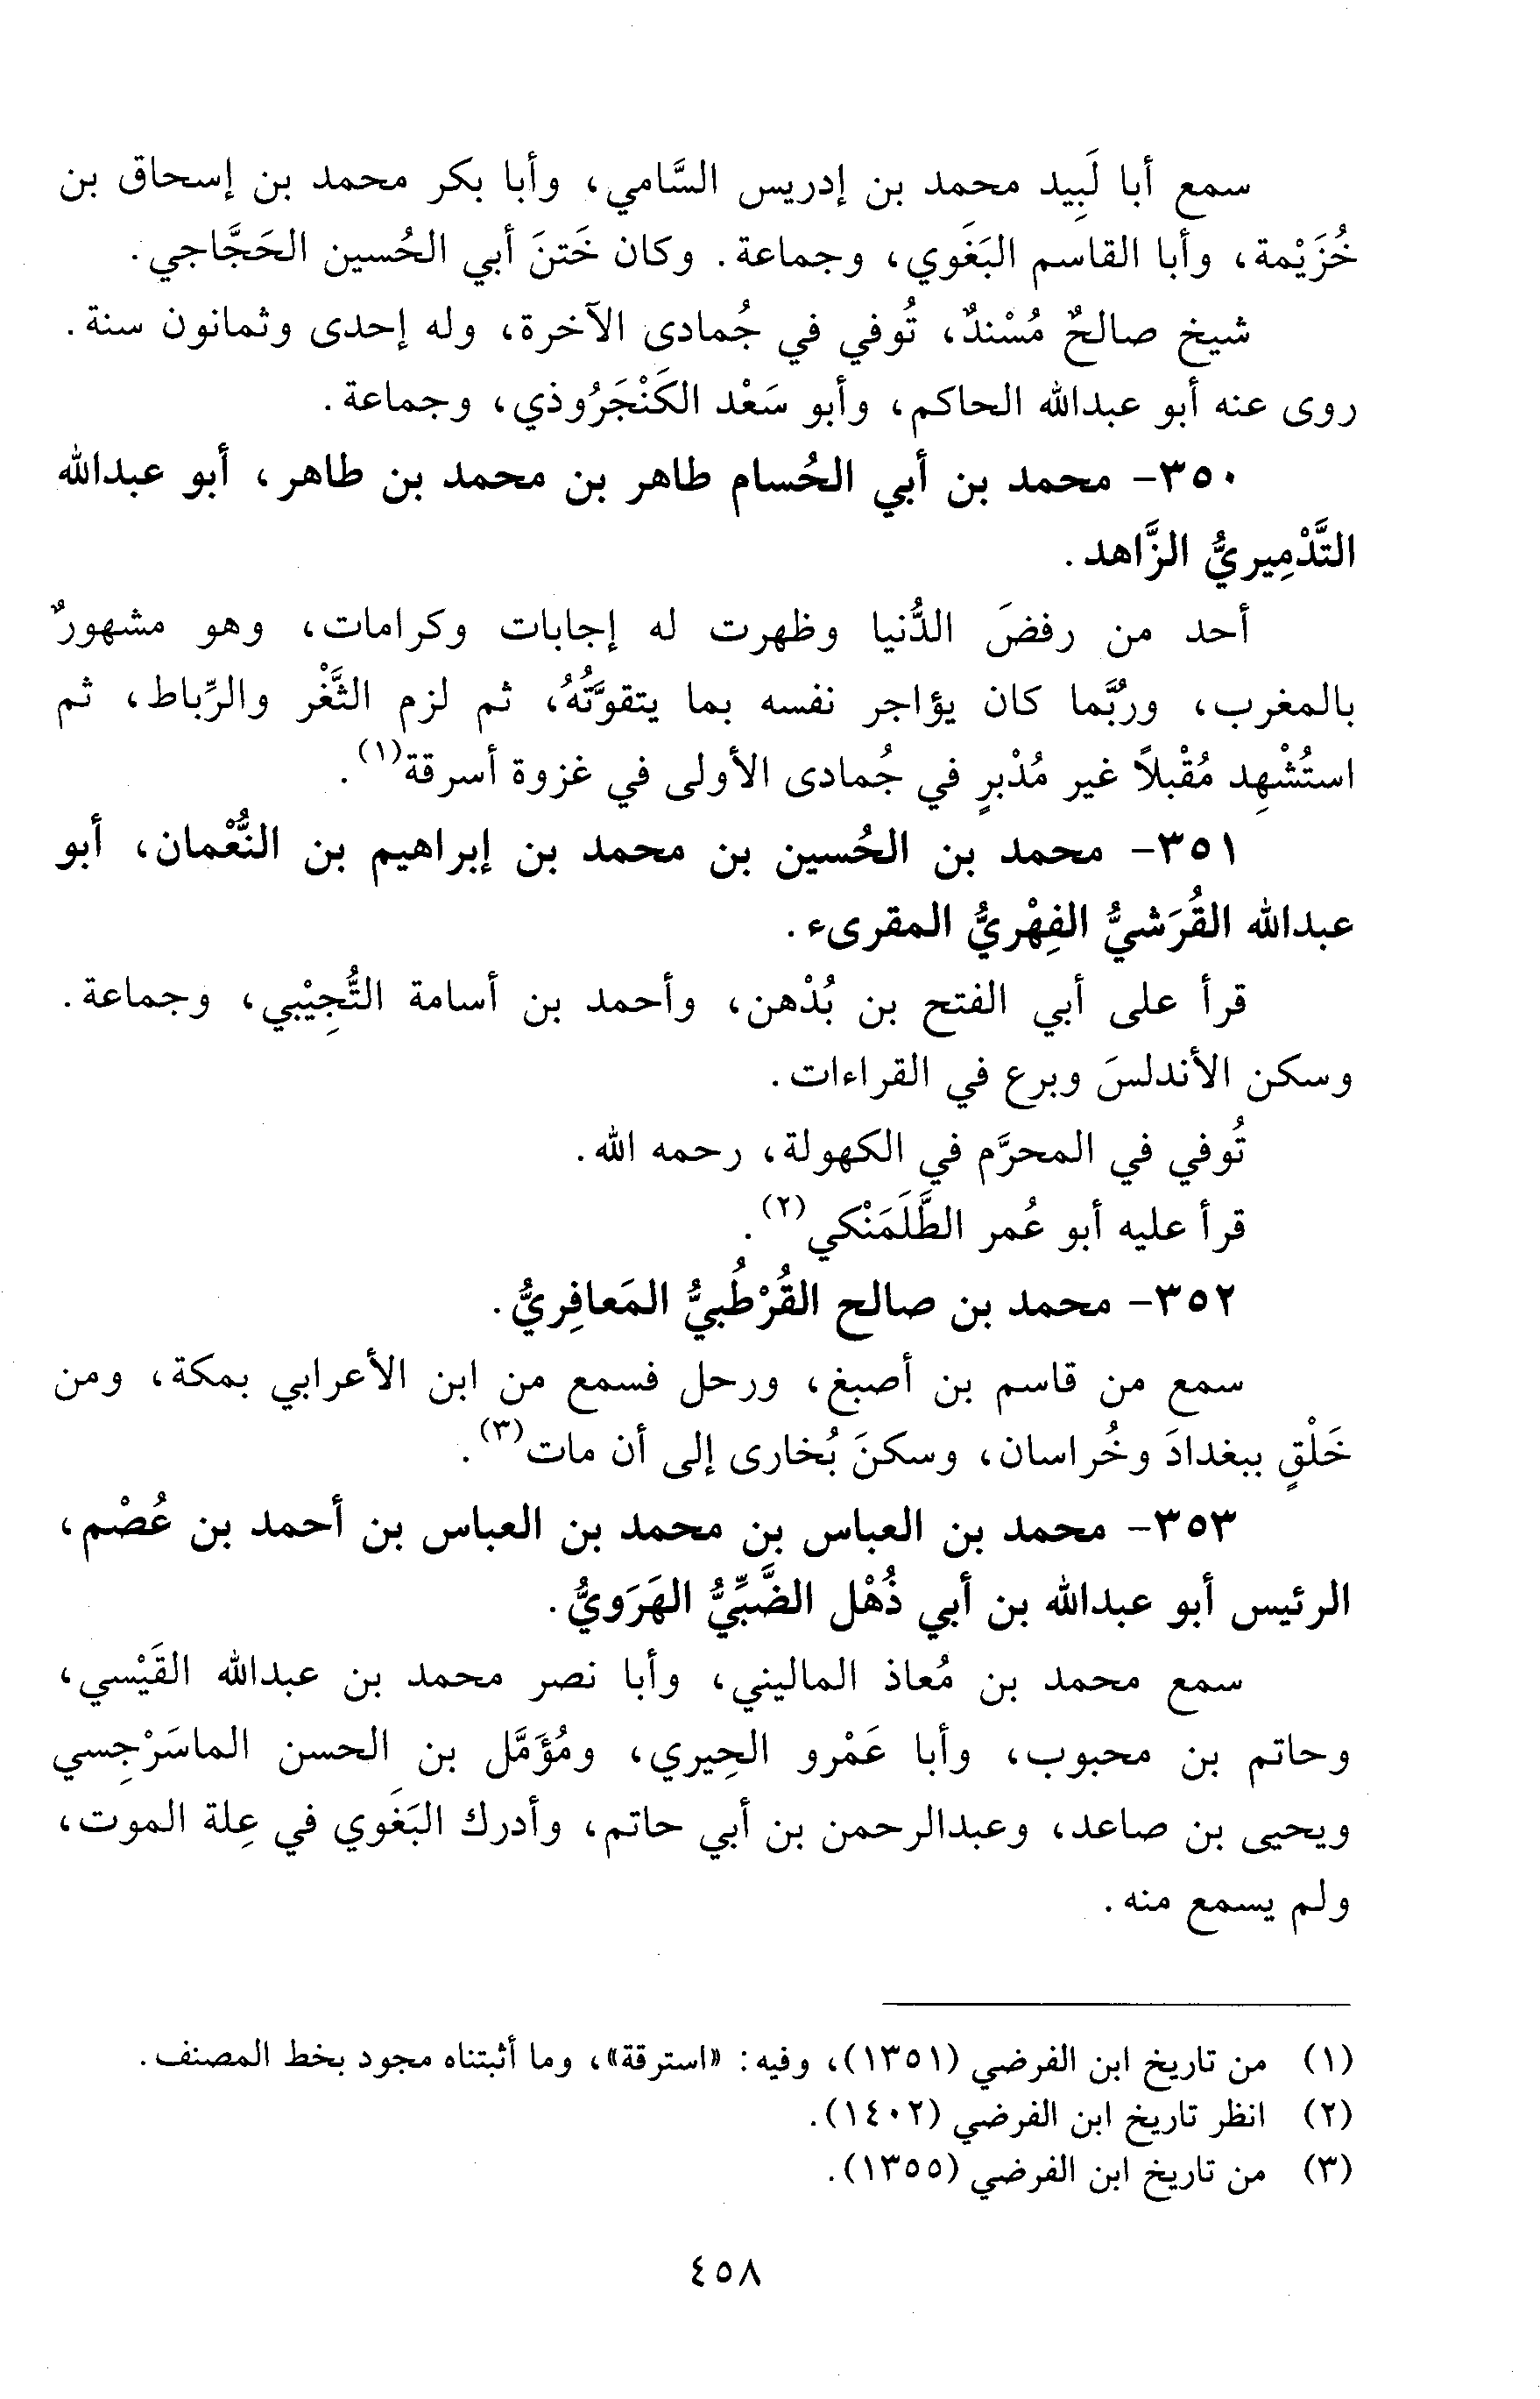 سمع أبا لَبِيد محمد بن إدريس السَّامي، وأبا بكر محمد بن إسحاق بن
خُزَيْمة، وأبا القاسم البَغَوي، وجماعة. وكان خَتنَ أبي الحُسين الحَجَّاجي.
شيخ صالحٌ مُسْندٌ، تُوفي في جُمادى الآخرة، وله إحدى وثمانون سنة.
روى عنه أبو عبدالله الحاكم، وأبو سَعْد الكَنْجَرُوذي، وجماعة.
٣٥٠- محمد بن أبي الحُسام طاهر بن محمد بن طاهر، أبو عبدالله
التَّدْمِيريُّ الزَّاهد.
أحد من رفضَ الدُّنيا وظهرت له إجابات وكرامات، وهو مشهورٌ
بالمغرب، ورُبَّما كان يؤاجر نفسه بما يتقوَّتُهُ، ثم لزم الثَّغْر والرِّباط، ثم
استُشْهِد مُقْبلاً غير مُدْبرٍ في جُمادى الأولى في غزوة أسرقة(١).
٣٥١- محمد بن الحُسين بن محمد بن إبراهيم بن النُّعْمان، أبو
عبدالله القُرَشيُّ الفِهْريُّ المقرىء.
قرأ على أبي الفتح بن بُدْهن، وأحمد بن أسامة التُّجِيْبي، وجماعة.
وسكن الأندلسَ وبرع في القراءات.
تُوفي في المحرَّم في الكهولة، رحمه الله.
قرأ عليه أبو عُمر الطَّلَمَنْكي(٢).
٣٥٢- محمد بن صالح القُرْطُبيُّ المَعافِريُّ.
سمع من قاسم بن أصبغ، ورحل فسمع من ابن الأعرابي بمكة، ومن
خَلْقٍ ببغدادَ وخُراسان، وسكنَ بُخارى إلى أن مات(٣).
٣٥٣- محمد بن العباس بن محمد بن العباس بن أحمد بن عُصْم،
الرئيس أبو عبدالله بن أبي ذُهْل الضَّبِّيُّ الهَرَويُّ.
سمع محمد بن مُعاذ الماليني، وأبا نصر محمد بن عبدالله القَيْسي،
وحاتم بن محبوب، وأبا عَمْرو الحِيري، ومُؤَمَّل بن الحسن الماسَرْجِسي
ويحيى بن صاعد، وعبدالرحمن بن أبي حاتم، وأدرك البَغَوي في عِلة الموت،
ولم يسمع منه.
(١) من تاريخ ابن الفرضي (١٣٥١)، وفيه: «استرقة»، وما أثبتناه مجود بخط المصنف.
(٢) انظر تاريخ ابن الفرضي (١٤٠٢).
(٣) من تاريخ ابن الفرضي (١٣٥٥).
٤٥٨